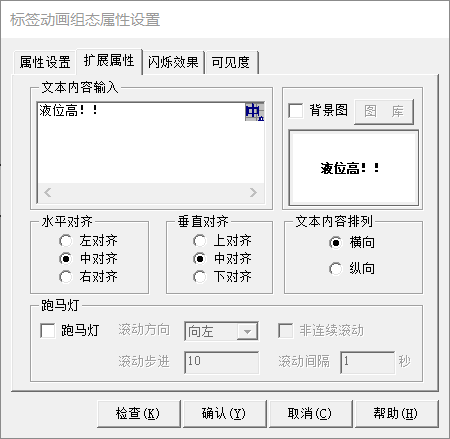 标签动画组态属性设置
属性设置 扩展属性 闪烁效果 可见度
文本内容输入
液位高！！
中
背景图 图 库
液位高！！
水平对齐
左对齐
中对齐
右对齐
垂直对齐
上对齐
中对齐
下对齐
文本内容排列
横向
纵向
跑马灯
跑马灯 滚动方向 向左 非连续滚动
滚动步进 10 滚动间隔 1 秒
检查(K) 确认(Y) 取消(C) 帮助(H)